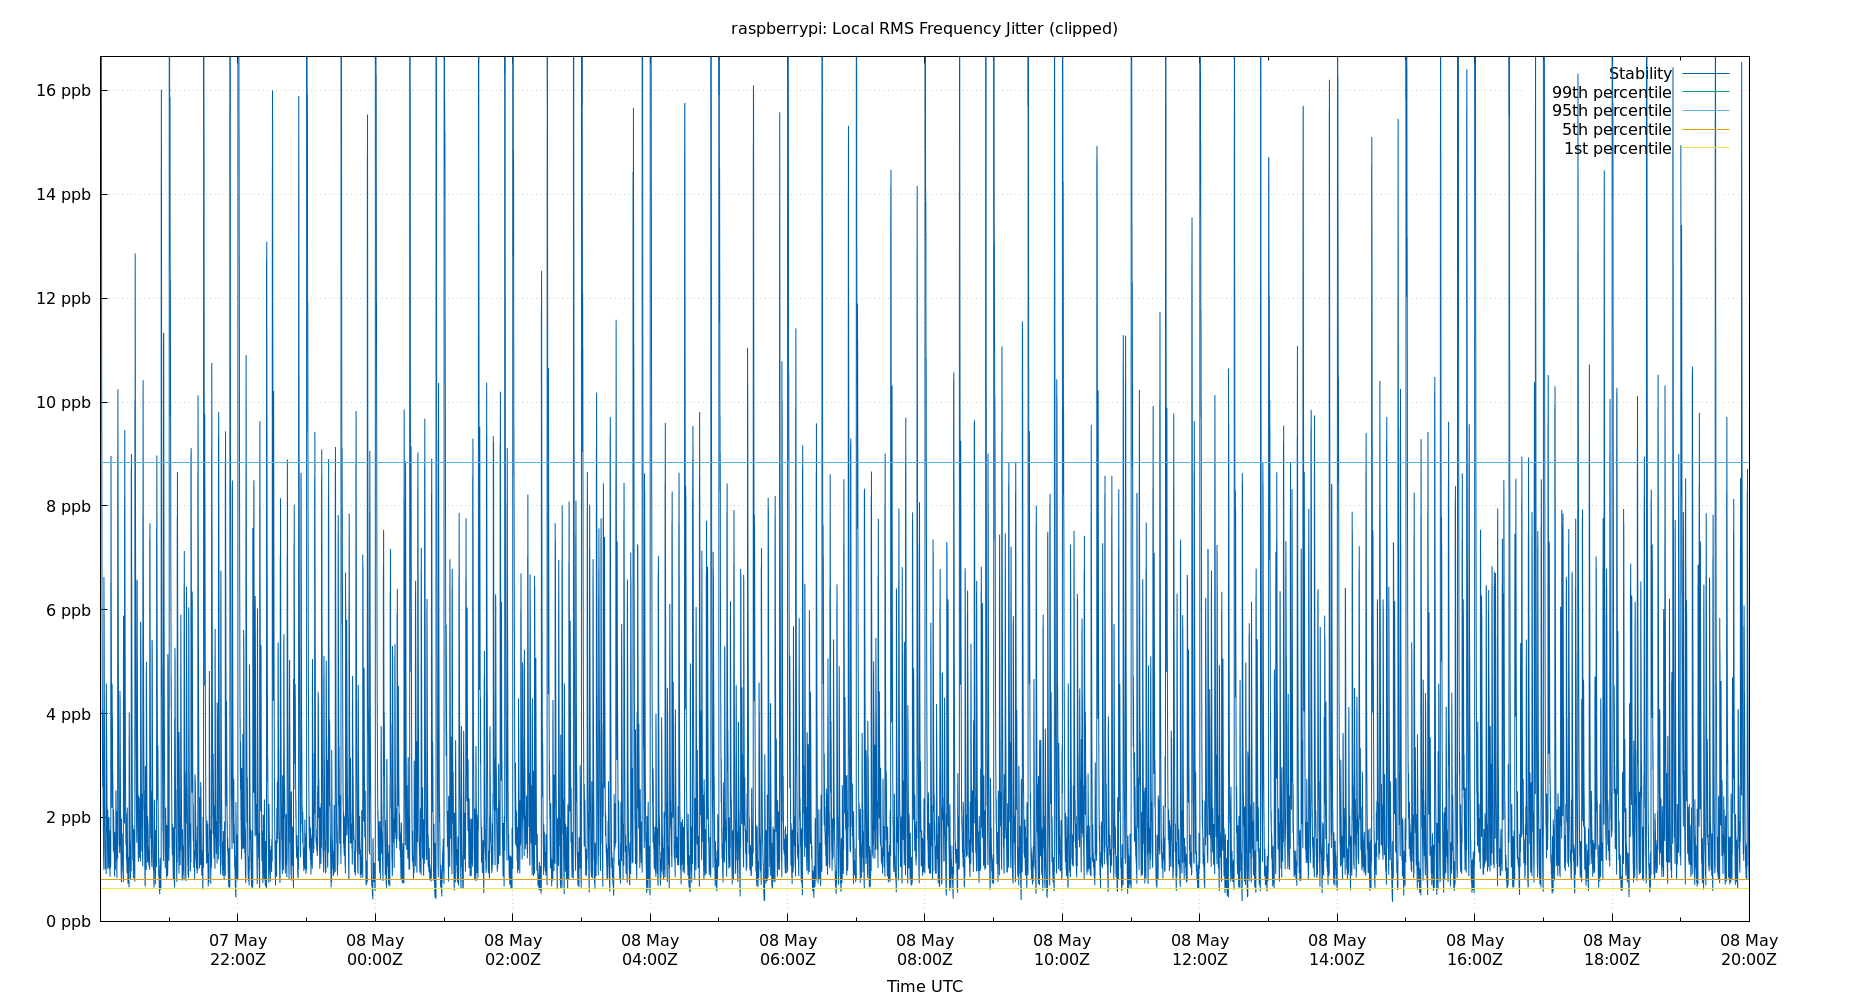 raspberrypi: Local RMS Frequency Jitter (clipped)
16 ppb
14 ppb
12 ppb
10 ppb
8 ppb
6 ppb
4 ppb
2 ppb
0 ppb
Stability
99th percentile
95th percentile
5th percentile
1st percentile
07 May
22:00Z
08 May
00:00Z
08 May
02:00Z
08 May
04:00Z
08 May
06:00Z
08 May
08:00Z
08 May
10:00Z
08 May
12:00Z
08 May
14:00Z
08 May
16:00Z
08 May
18:00Z
08 May
20:00Z
Time UTC